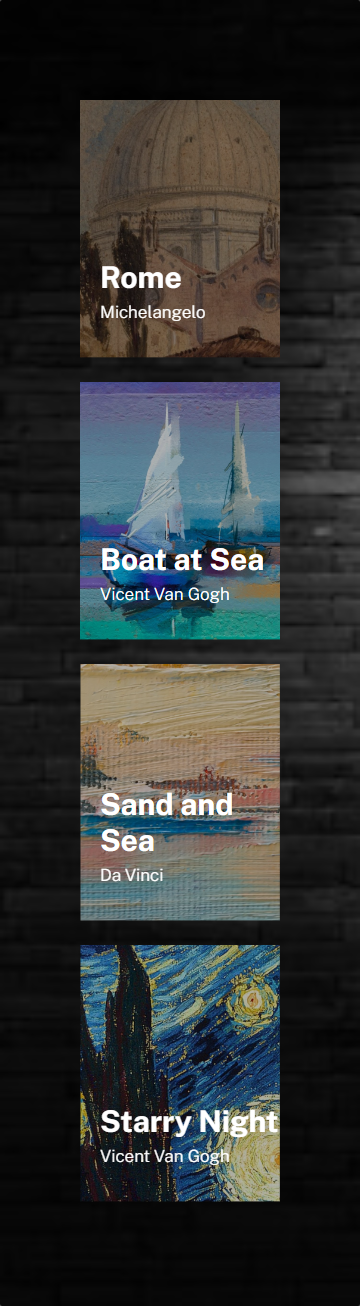 Rome
Michelangelo
Boat at Sea
Vicent Van Gogh
Sand and
Sea
Da Vinci
Starry Night
Vicent Van Gogh